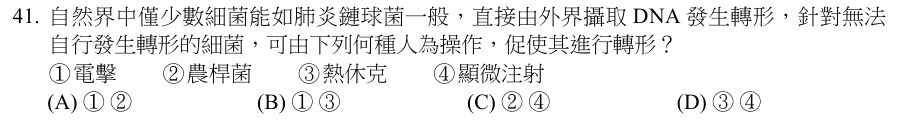 41. 自然界中僅少數細菌能如肺炎鏈球菌一般，直接由外界攝取 DNA 發生轉形，針對無法
自行發生轉形的細菌，可由下列何種人為操作，促使其進行轉形？
①電擊 ②農桿菌 ③熱休克 ④顯微注射
(A) ① ② (B) ① ③ (C) ② ④ (D) ③ ④